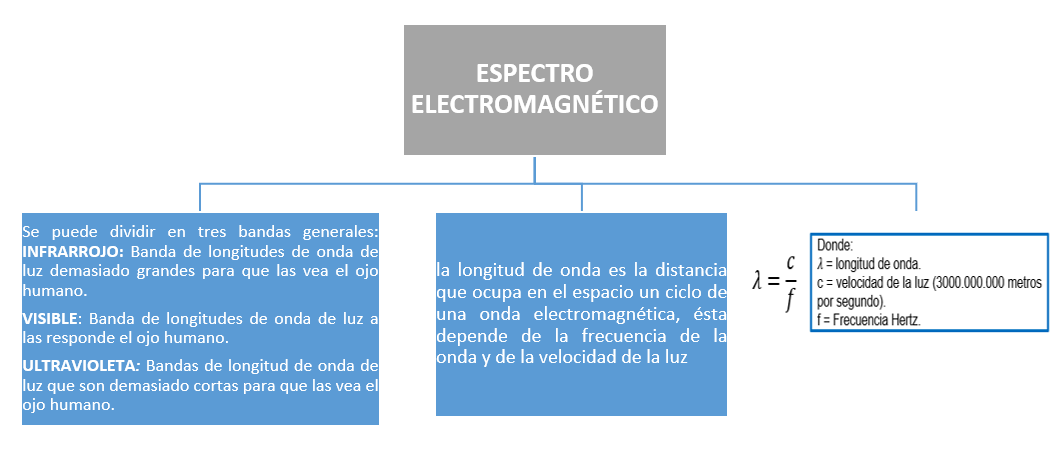 ESPECTRO
ELECTROMAGNÉTICO
Se puede dividir en tres bandas generales:
INFRARROJO: Banda de longitudes de onda de
luz demasiado grandes para que las vea el ojo
humano.
VISIBLE: Banda de longitudes de onda de luz a
las responde el ojo humano.
ULTRAVIOLETA: Bandas de longitud de onda de
luz que son demasiado cortas para que las vea el
ojo humano.
la longitud de onda es la distancia
que ocupa en el espacio un ciclo de
una onda electromagnética, ésta
depende de la frecuencia de la
onda y de la velocidad de la luz
λ = c/f
Donde:
λ = longitud de onda.
c = velocidad de la luz (3000.000.000 metros
por segundo).
f = Frecuencia Hertz.